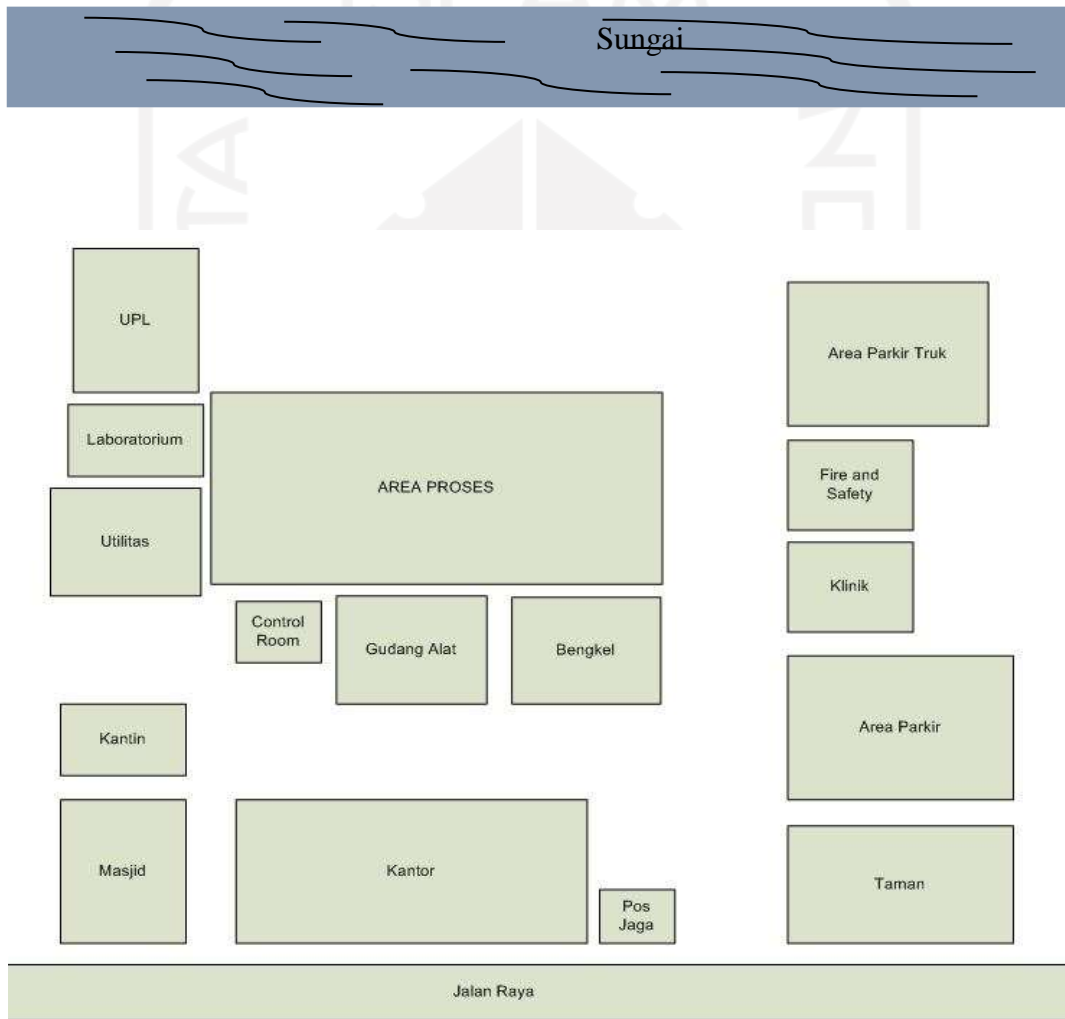 Sungai
UPL
Area Parkir Truk
Laboratorium
AREA PROSES
Fire and
Safety
Utilitas
Klinik
Control
Room
Gudang Alat
Bengkel
Kantin
Area Parkir
Masjid
Kantor
Pos
Jaga
Taman
Jalan Raya